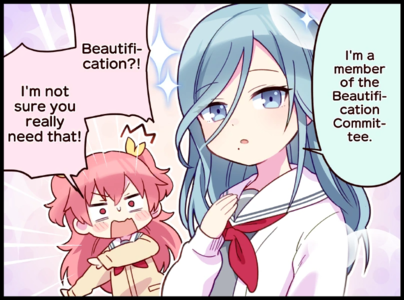 I'm a
member
of the
Beautifi-
cation
Commit-
tee.
Beautifi-
cation?!
I'm not
sure you
really
need that!